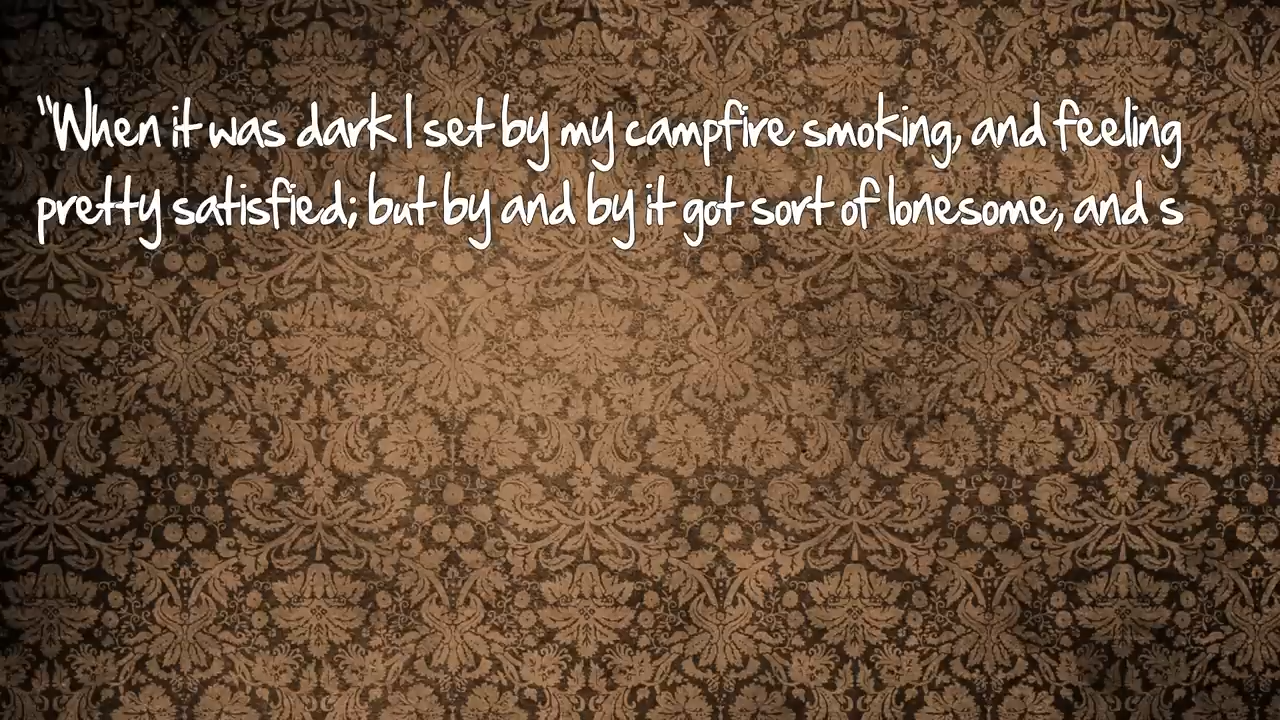 "When it was dark I set by my campfire smoking, and feeling
pretty satisfied; but by and by it got sort of lonesome, and s